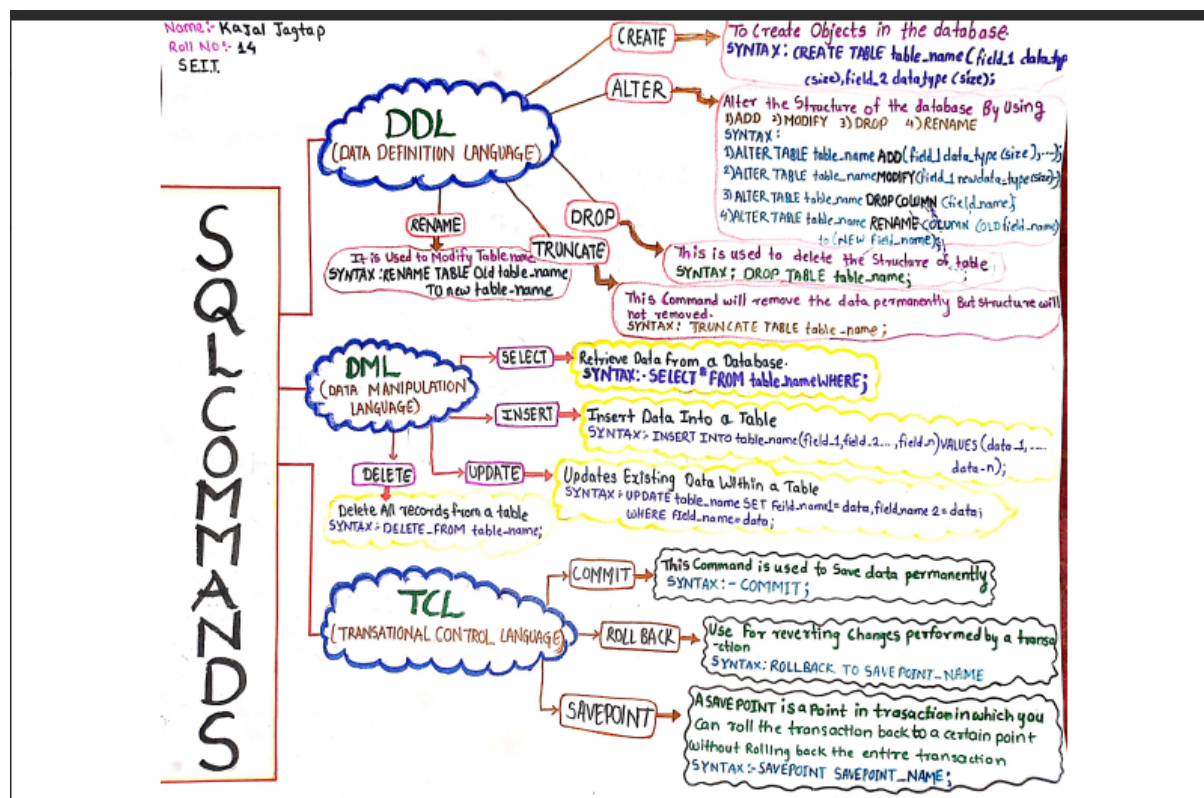 Name:- Kajal Jagtap
Roll No:- 14
SEIT.
SQL COMMANDS
DDL
(DATA DEFINITION LANGUAGE)
CREATE
To Create Objects in the database.
SYNTAX: CREATE TABLE table_name (field_1 data_typ
(size), field_2 data_type (size);
ALTER
Alter the Structure of the database By Using
1)ADD 2)MODIFY 3)DROP 4)RENAME
SYNTAX:
1)ALTER TABLE table_name ADD(field_1 data_type (size),...);
2)ALTER TABLE table_name MODIFY(field_1 newdata_type(size)-)
3)ALTER TABLE table_name DROP COLUMN (field_name);
4)ALTER TABLE table_name RENAME COLUMN (OLD field_name)
to (NEW field_name);
DROP
This is used to delete the Structure of table
SYNTAX; DROP TABLE table_name;
TRUNCATE
This Command will remove the data permanently But Structure will
not removed.
SYNTAX: TRUNCATE TABLE table_name;
RENAME
It is Used to Modify Table name
SYNTAX:RENAME TABLE Old table_name
TO new table-name
DML
(DATA MANIPULATION
LANGUAGE)
SELECT
Retrieve Data from a Database.
SYNTAX:- SELECT * FROM table_name WHERE;
INSERT
Insert Data Into a Table
SYNTAX:- INSERT INTO table_name(field_1,field_2...,field_n)VALUES (data_1,....
data-n);
UPDATE
Updates Existing Data Within a Table
SYNTAX:UPDATE table_name SET Feild_name1=data,field_name 2=data;
WHERE Field_name=data;
DELETE
Delete All records from a table
SYNTAX:- DELETE_FROM table_name;
TCL
(TRANSATIONAL CONTROL LANGUAGE)
COMMIT
This Command is used to Save data permanently
SYNTAX:- COMMIT;
ROLL BACK
Use For reverting Changes performed by a transa
-ction
SYNTAX: ROLLBACK TO SAVEPOINT_NAME
SAVEPOINT
A SAVEPOINT is a Point in trasaction in which you
Can roll the transaction back to a certain point
without Rolling back the entire transaction
SYNTAX:-SAVEPOINT SAVEPOINT_NAME;